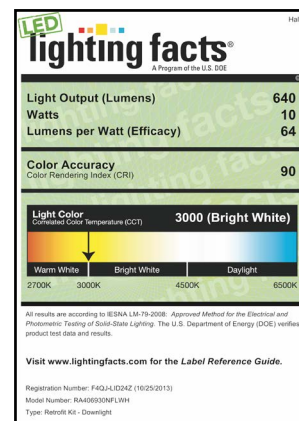 Hal
LED
lighting facts®
A Program of the U.S. DOE
Light Output (Lumens) 640
Watts 10
Lumens per Watt (Efficacy) 64
Color Accuracy
Color Rendering Index (CRI) 90
Light Color
Correlated Color Temperature (CCT) 3000 (Bright White)
Warm White Bright White Daylight
2700K 3000K 4500K 6500K
All results are according to IESNA LM-79-2008: Approved Method for the Electrical and
Photometric Testing of Solid-State Lighting. The U.S. Department of Energy (DOE) verifies
product test data and results.
Visit www.lightingfacts.com for the Label Reference Guide.
Registration Number: F4QJ-LID24Z (10/25/2013)
Model Number: RA406930NFLWH
Type: Retrofit Kit - Downlight